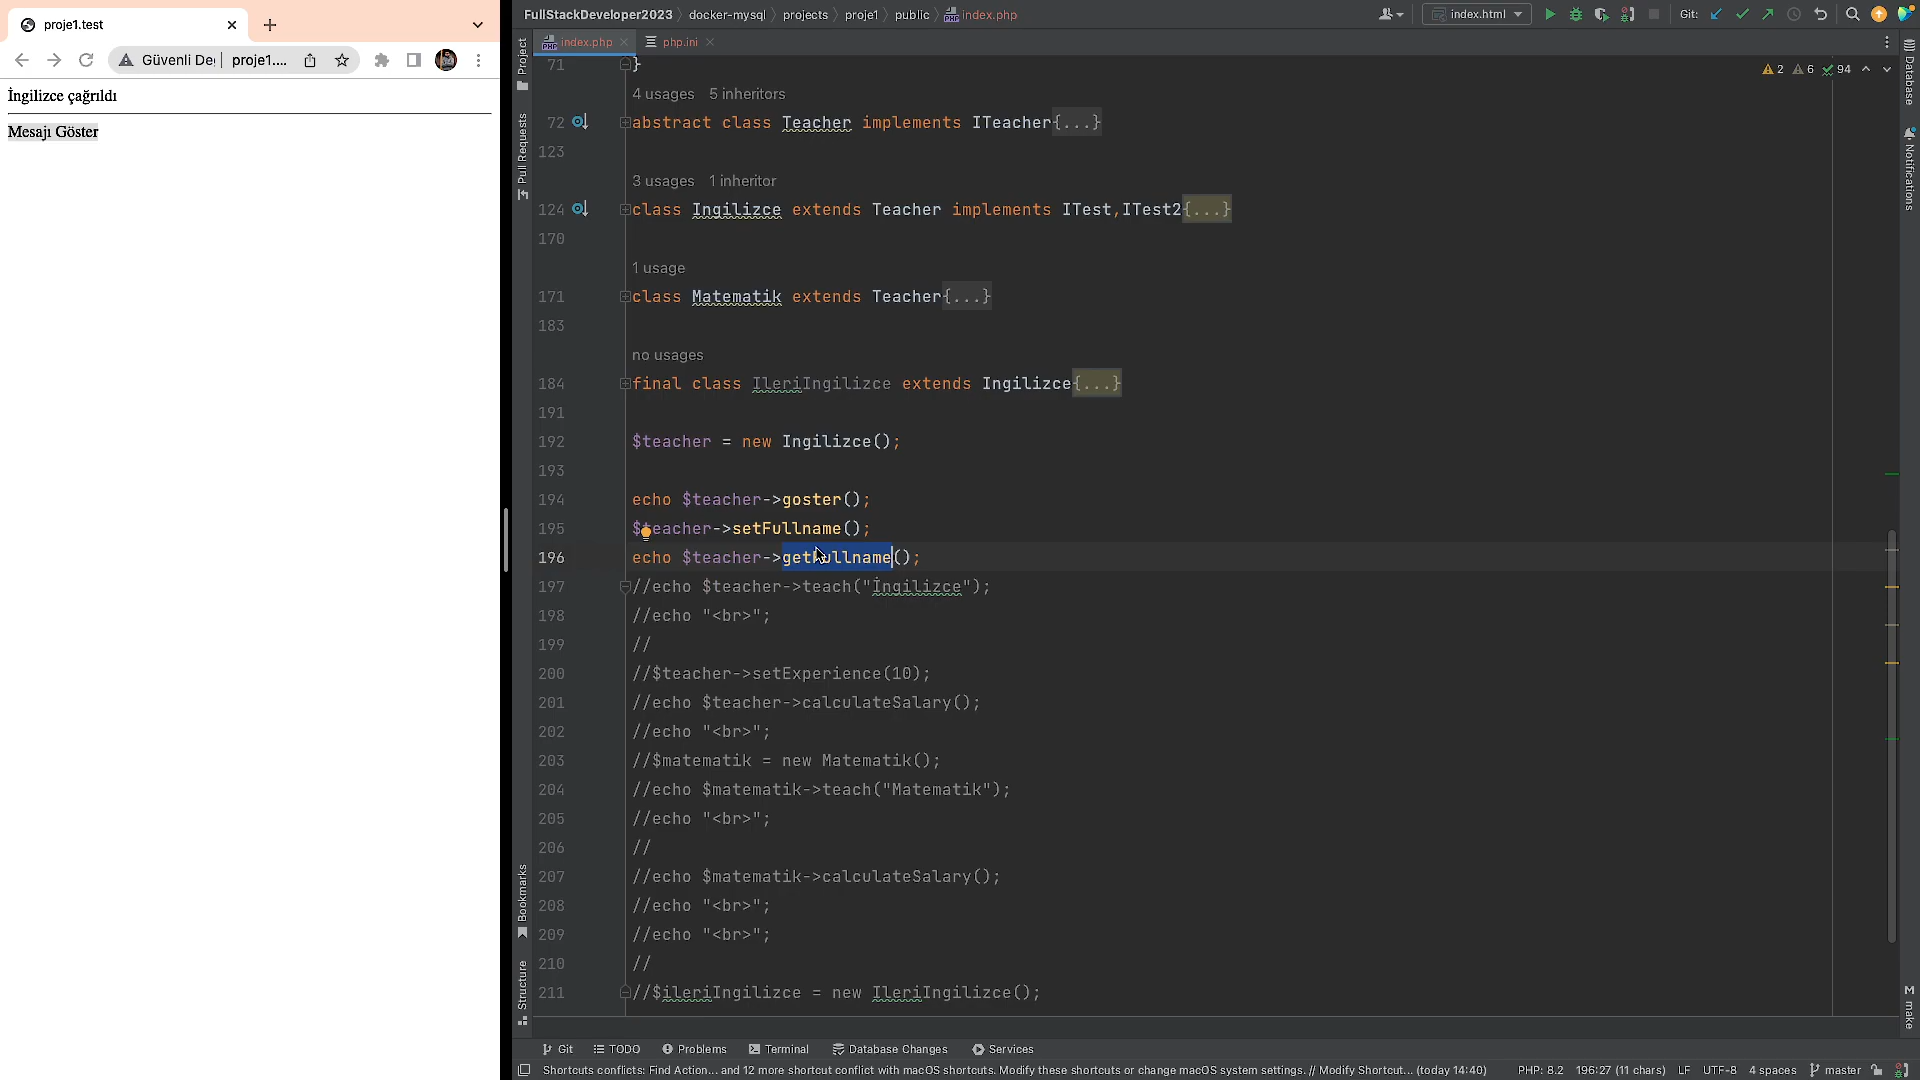 proje1.test
Güvenli De
proje1....
İngilizce çağrıldı
Mesajı Göster
FullStackDeveloper2023
docker-mysql
projects
proje1
public
index.php
index.html
Git:
index.php
php.ini
Project
Pull Requests
Bookmarks
Structure
2 6 94
Database
Notifications
make
71 }
4 usages 5 inheritors
72 abstract class Teacher implements ITeacher{...}
123
3 usages 1 inheritor
124 class Ingilizce extends Teacher implements ITest,ITest2{...}
170
1 usage
171 class Matematik extends Teacher{...}
183
no usages
184 final class IleriIngilizce extends Ingilizce{...}
191
192 $teacher = new Ingilizce();
193
194 echo $teacher->goster();
195 $teacher->setFullname();
196 echo $teacher->getFullname();
197 //echo $teacher->teach("İngilizce");
198 //echo "<br>";
199 //
200 //$teacher->setExperience(10);
201 //echo $teacher->calculateSalary();
202 //echo "<br>";
203 //$matematik = new Matematik();
204 //echo $matematik->teach("Matematik");
205 //echo "<br>";
206 //
207 //echo $matematik->calculateSalary();
208 //echo "<br>";
209 //echo "<br>";
210 //
211 //$ileriIngilizce = new IleriIngilizce();
Git TODO Problems Terminal Database Changes Services
Shortcuts conflicts: Find Action... and 12 more shortcut conflict with macOS shortcuts. Modify these shortcuts or change macOS system settings. // Modify Shortcut... (today 14:40)
PHP: 8.2 196:27 (11 chars) LF UTF-8 4 spaces master